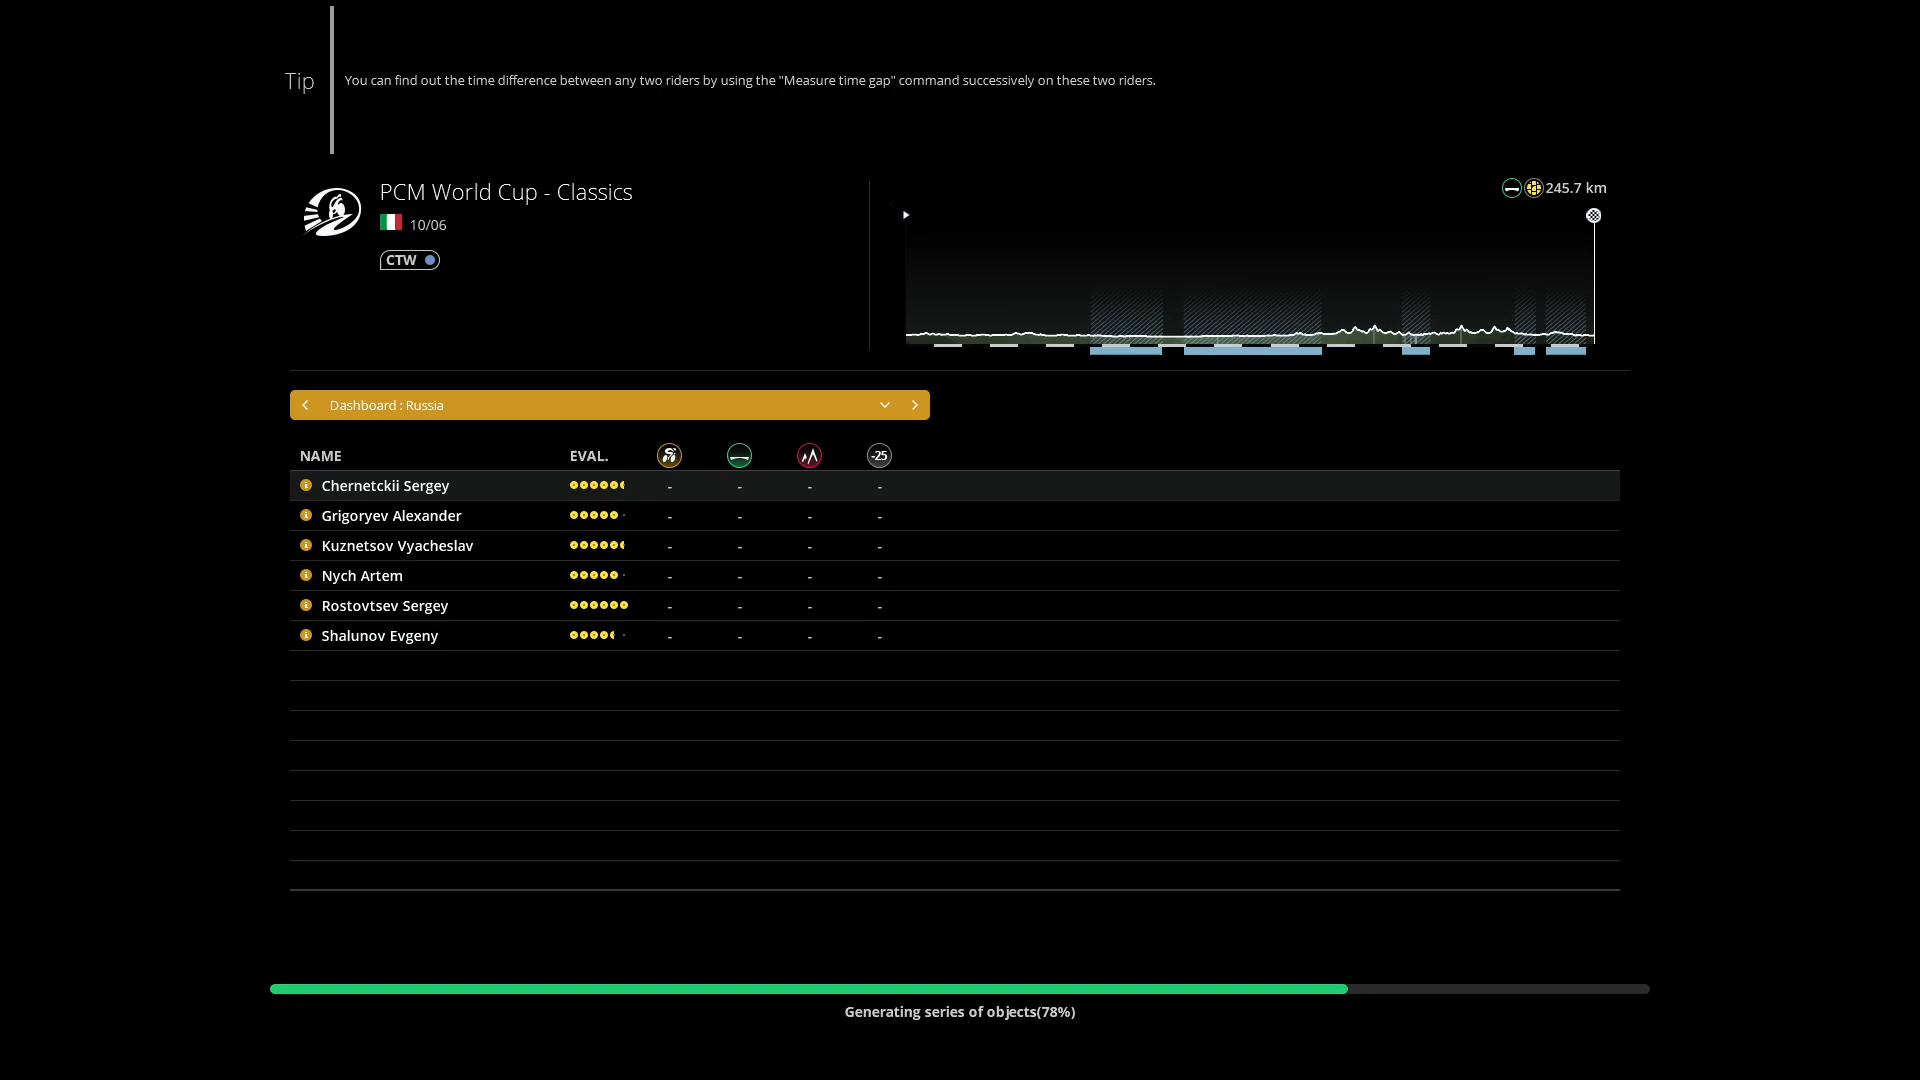 Tip
You can find out the time difference between any two riders by using the "Measure time gap" command successively on these two riders.
PCM World Cup - Classics
10/06
CTW
245.7 km
Dashboard : Russia
NAME EVAL. -25
Chernetckii Sergey - - - -
Grigoryev Alexander - - - -
Kuznetsov Vyacheslav - - - -
Nych Artem - - - -
Rostovtsev Sergey - - - -
Shalunov Evgeny - - - -
Generating series of objects(78%)